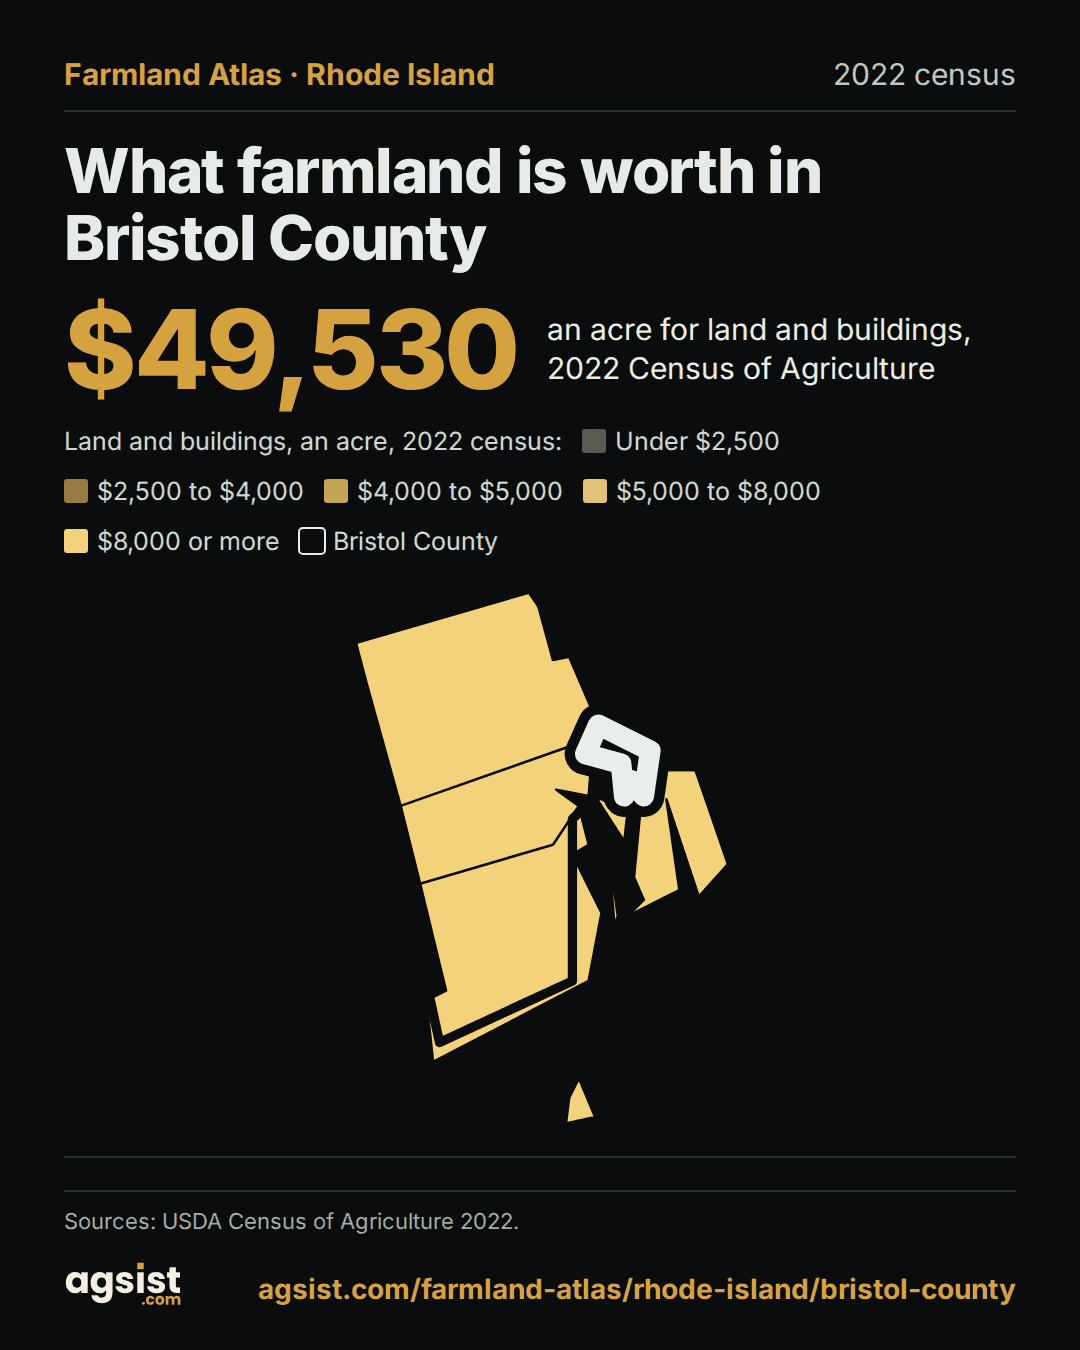 Farmland Atlas · Rhode Island
2022 census
What farmland is worth in
Bristol County
$49,530
an acre for land and buildings,
2022 Census of Agriculture
Land and buildings, an acre, 2022 census: Under $2,500
$2,500 to $4,000 $4,000 to $5,000 $5,000 to $8,000
$8,000 or more Bristol County
Sources: USDA Census of Agriculture 2022.
agsist
.com
agsist.com/farmland-atlas/rhode-island/bristol-county